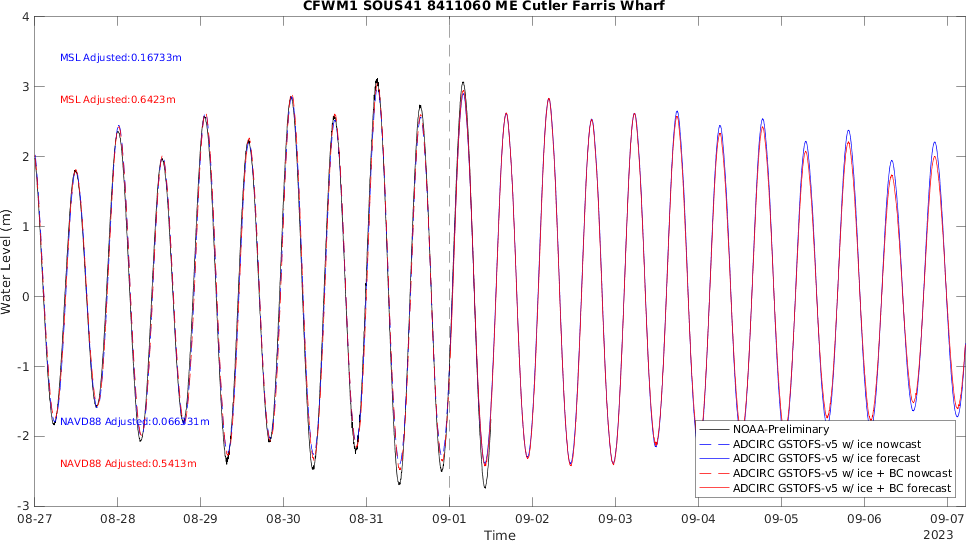 CFWM1 SOUS41 8411060 ME Cutler Farris Wharf
4
3
2
1
0
-1
-2
-3
Water Level (m)
MSL Adjusted:0.16733m
MSL Adjusted:0.6423m
NAVD88 Adjusted:0.066331m
NAVD88 Adjusted:0.5413m
NOAA-Preliminary
ADCIRC GSTOFS-v5 w/ ice nowcast
ADCIRC GSTOFS-v5 w/ ice forecast
ADCIRC GSTOFS-v5 w/ ice + BC nowcast
ADCIRC GSTOFS-v5 w/ ice + BC forecast
08-27 08-28 08-29 08-30 08-31 09-01 09-02 09-03 09-04 09-05 09-06 09-07
Time
2023